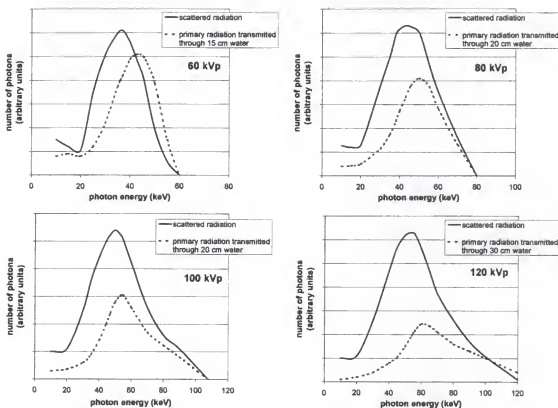 scattered radiation
primary radiation transmitted
through 15 cm water
60 kVp
number of photons
(arbitrary units)
0 20 40 60 80
photon energy (keV)
scattered radiation
primary radiation transmitted
through 20 cm water
80 kVp
number of photons
(arbitrary units)
0 20 40 60 80 100
photon energy (keV)
scattered radiation
primary radiation transmitted
through 20 cm water
100 kVp
number of photons
(arbitrary units)
0 20 40 60 80 100 120
photon energy (keV)
scattered radiation
primary radiation transmitted
through 30 cm water
120 kVp
number of photons
(arbitrary units)
0 20 40 60 80 100 120
photon energy (keV)